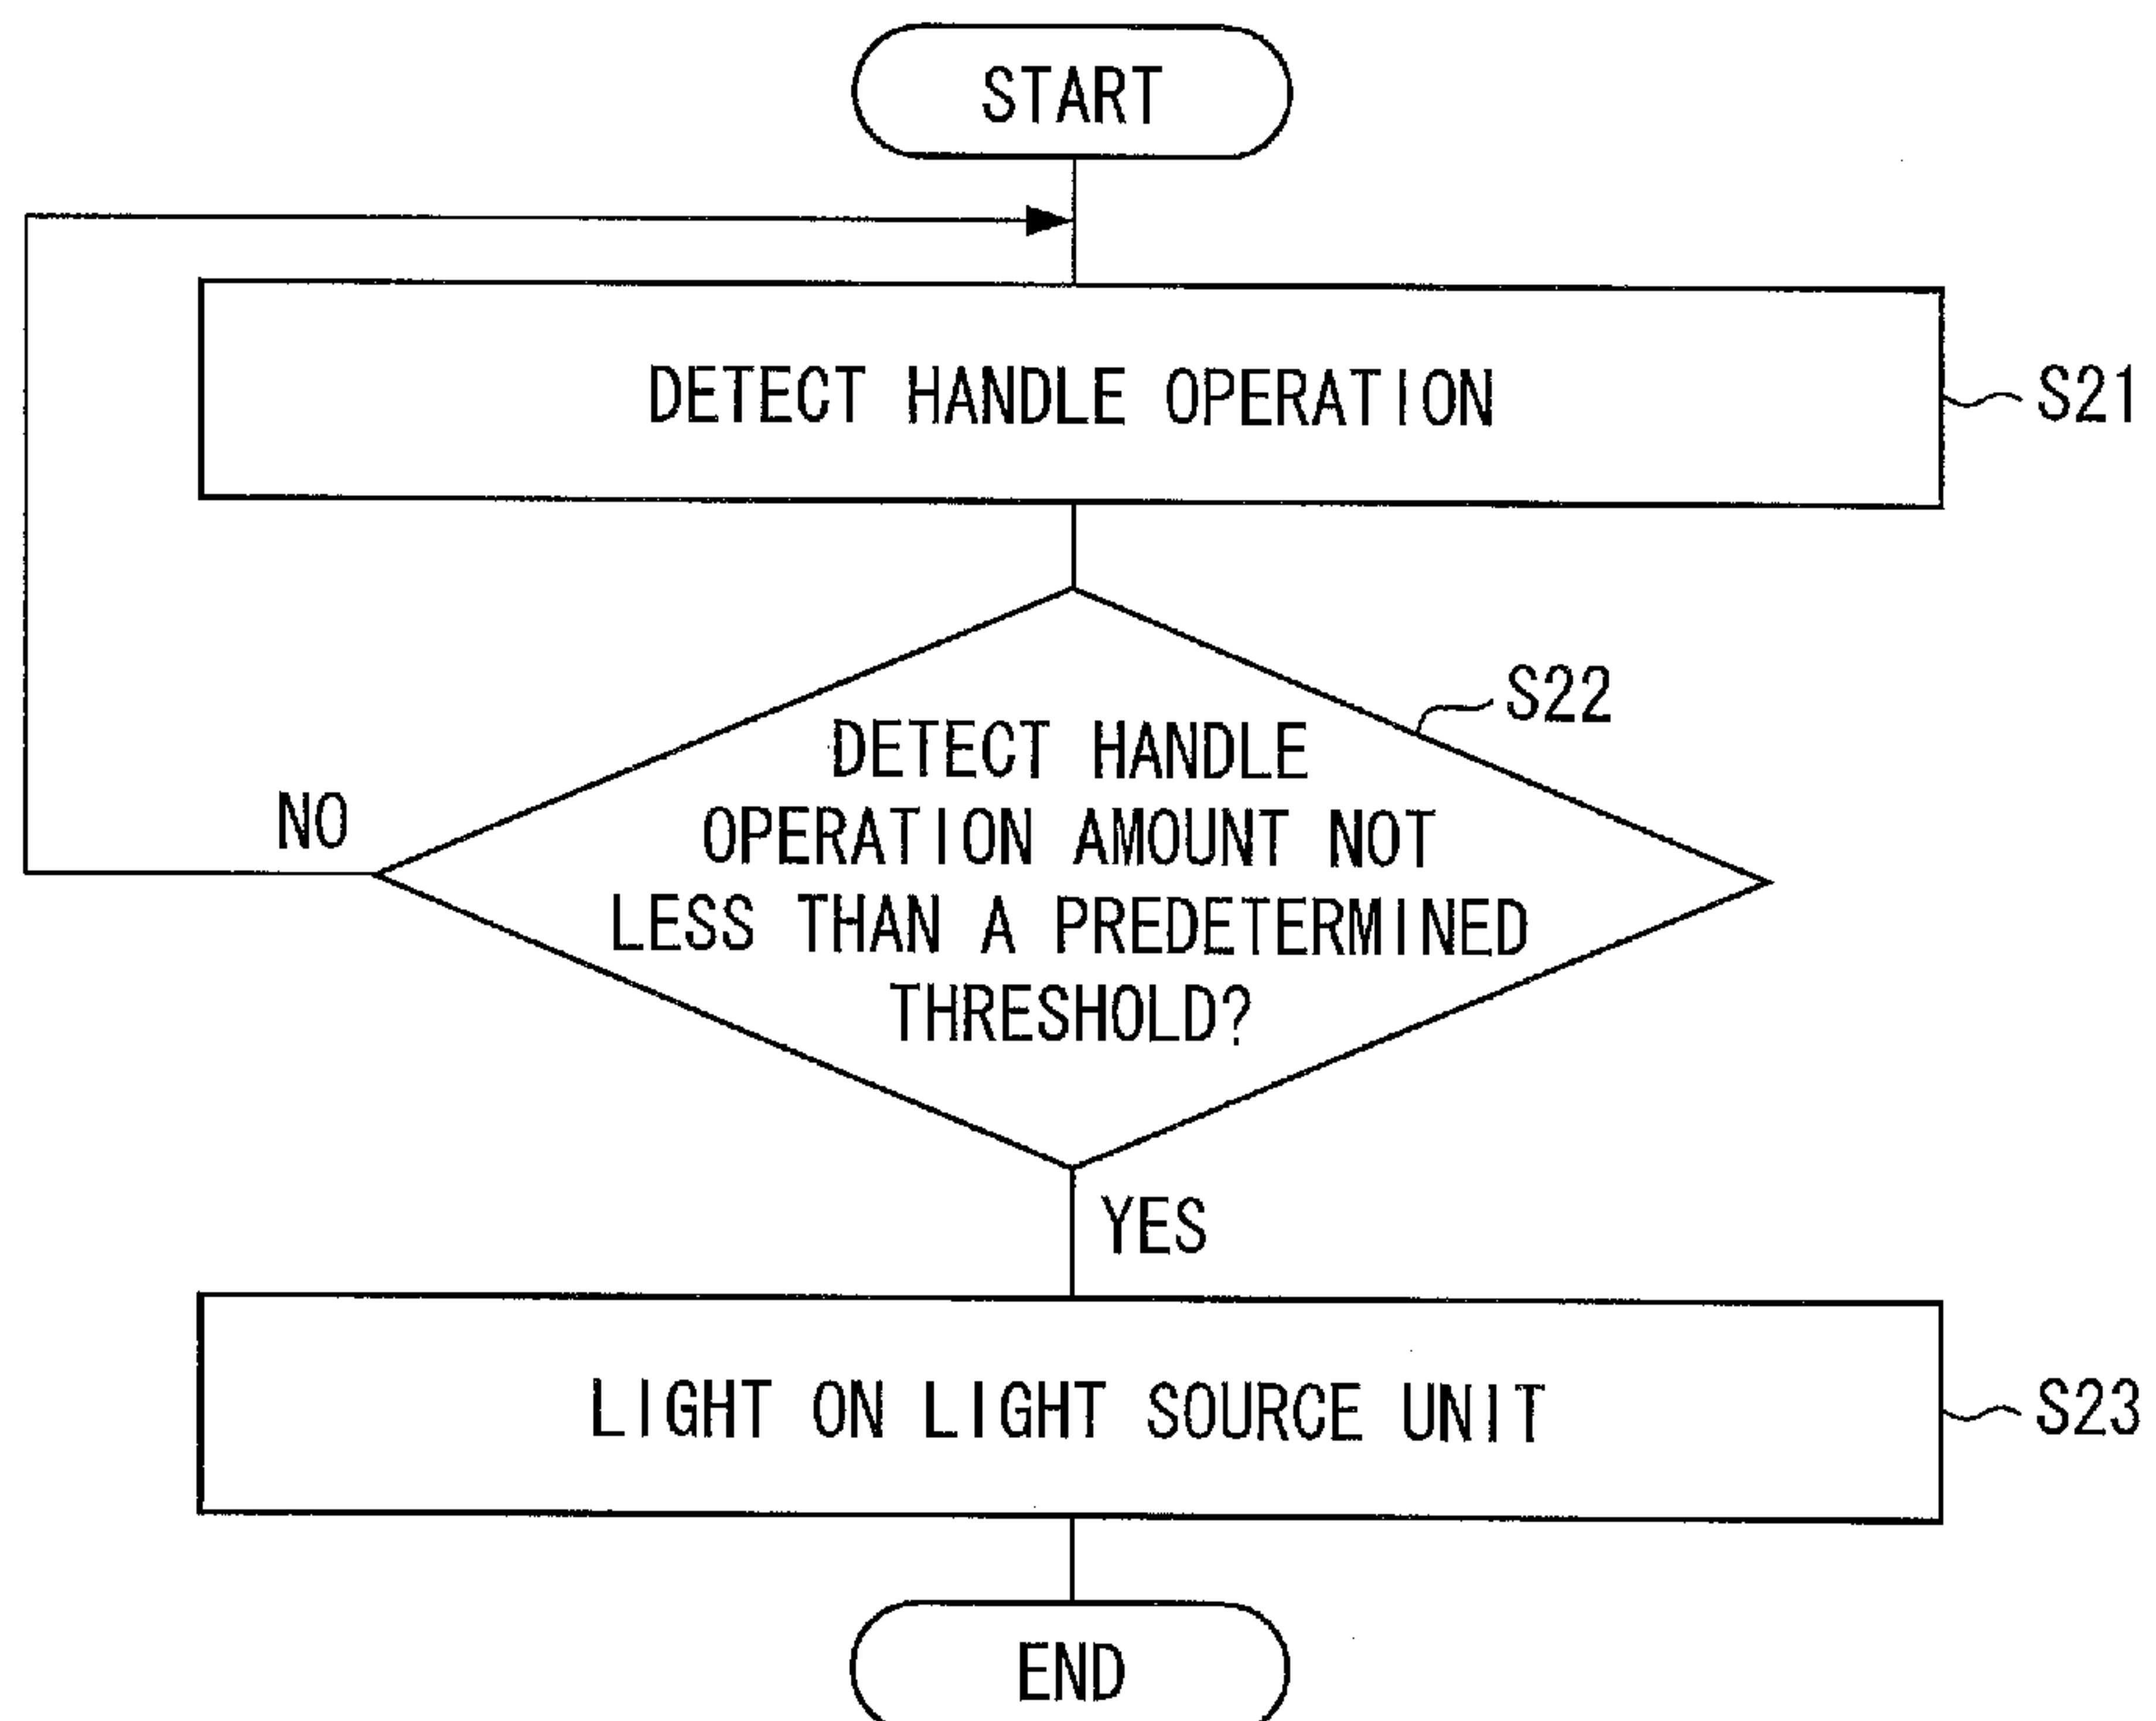 START
DETECT HANDLE OPERATION
S21
S22
DETECT HANDLE
OPERATION AMOUNT NOT
LESS THAN A PREDETERMINED
THRESHOLD?
NO
YES
LIGHT ON LIGHT SOURCE UNIT
S23
END